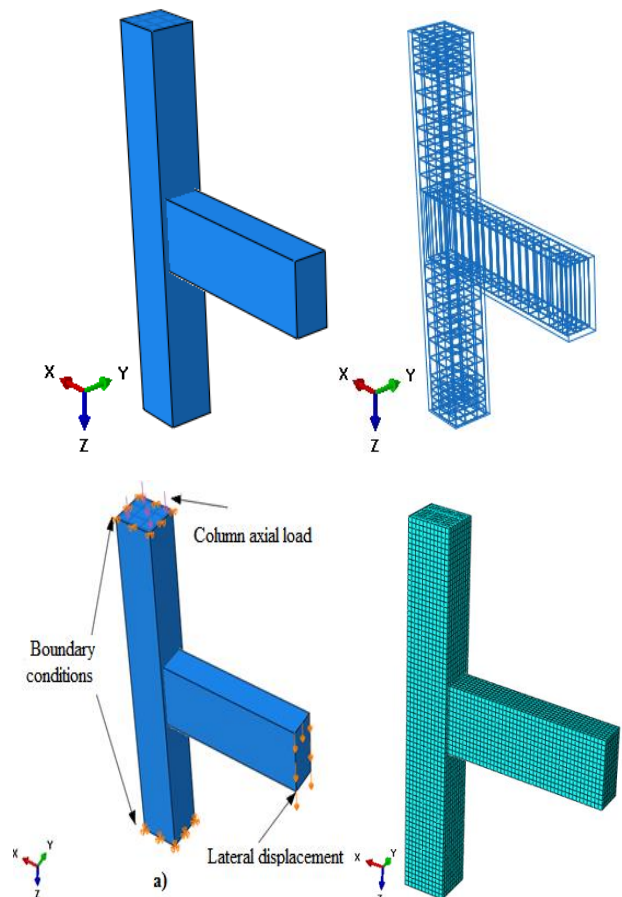 X Y
Z
X Y
Z
Column axial load
Boundary
conditions
Lateral displacement
X Y
Z
a)
X Y
Z